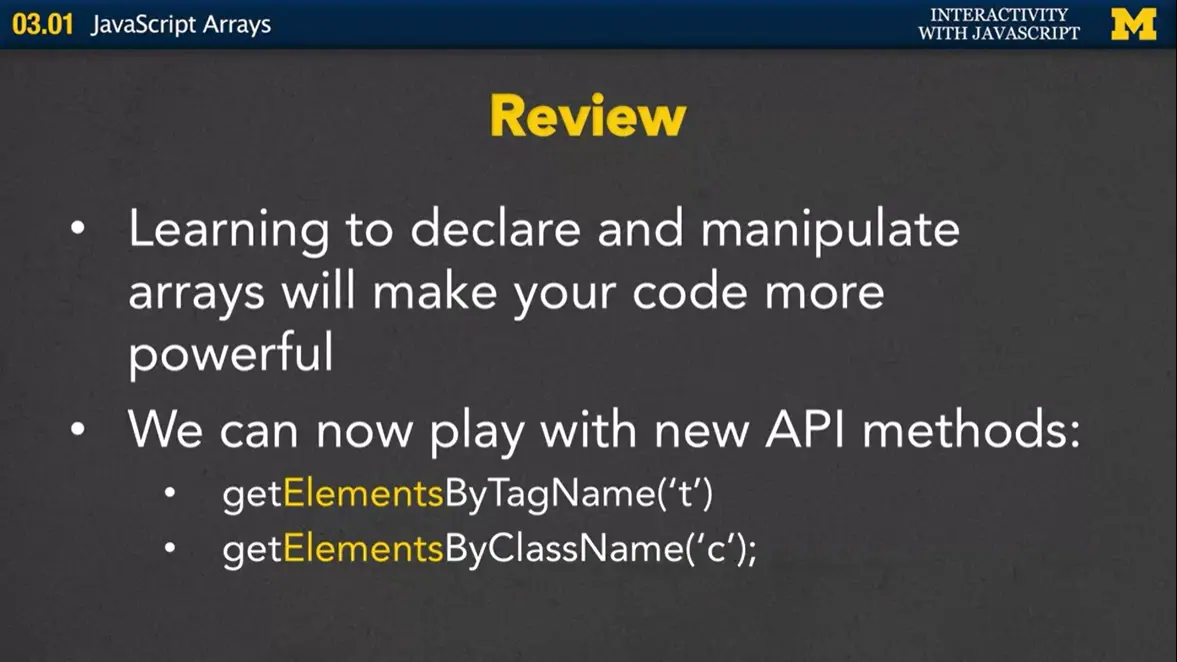 03.01 JavaScript Arrays
INTERACTIVITY
WITH JAVASCRIPT
M
Review
• Learning to declare and manipulate
arrays will make your code more
powerful
• We can now play with new API methods:
• getElementsByTagName(‘t’)
• getElementsByClassName(‘c’);